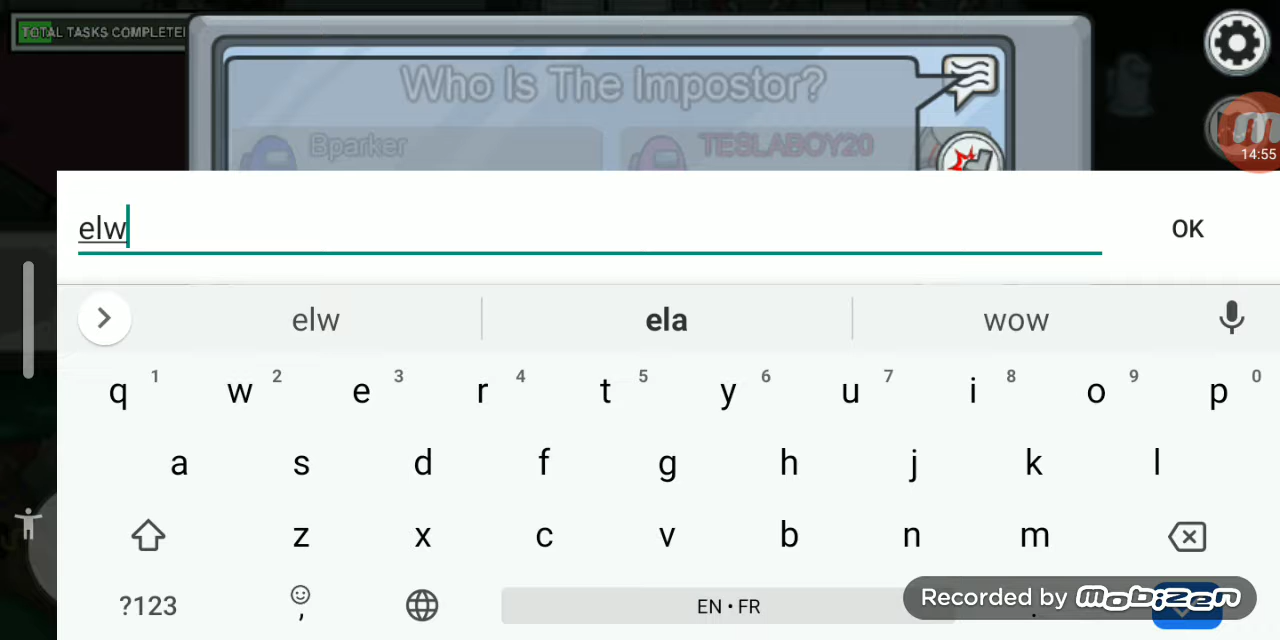 TOTAL TASKS COMPLETE
Who Is The Impostor?
Bparker
TESLABOY20
14:55
elw
OK
elw
ela
wow
q 1 w 2 e 3 r 4 t 5 y 6 u 7 i 8 o 9 p 0
a s d f g h j k l
z x c v b n m
?123 , EN • FR .
Recorded by mobizen